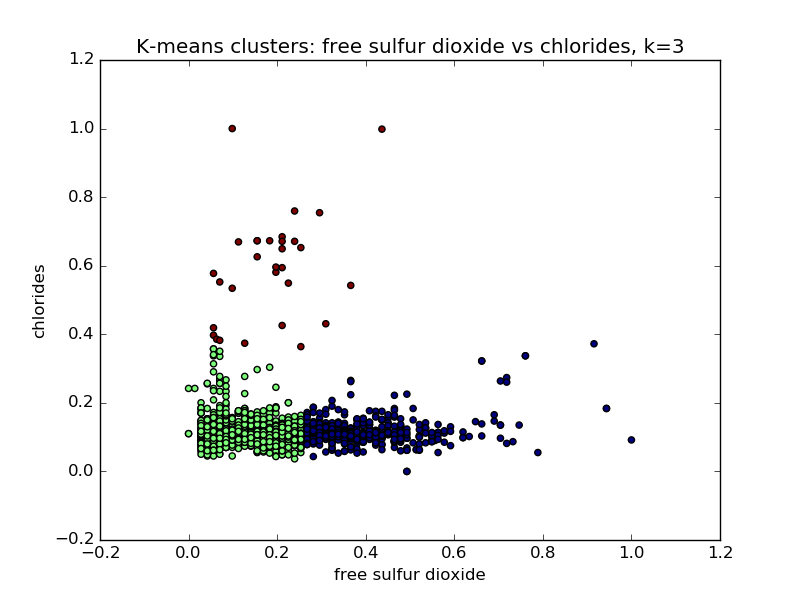 K-means clusters: free sulfur dioxide vs chlorides, k=3
1.2
1.0
0.8
0.6
0.4
0.2
0.0
−0.2
chlorides
−0.2 0.0 0.2 0.4 0.6 0.8 1.0 1.2
free sulfur dioxide